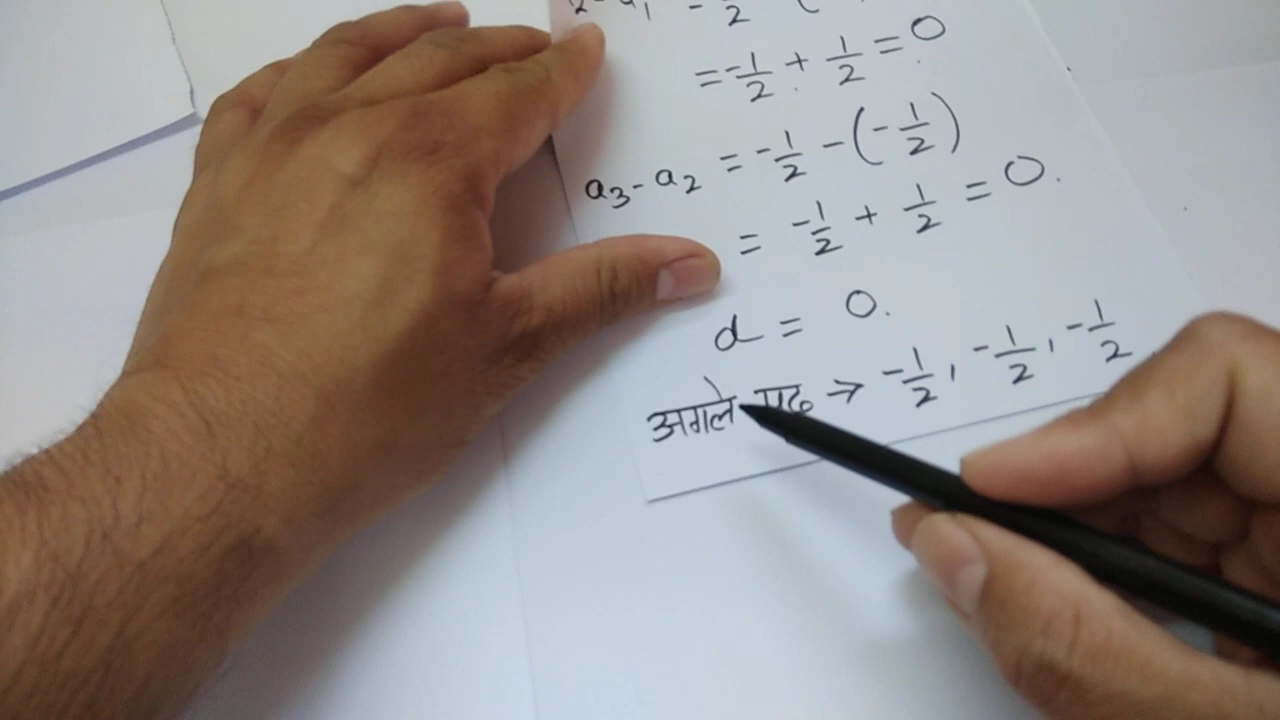 = -1/2 + 1/2 = 0
a₃ - a₂ = -1/2 - (-1/2)
= -1/2 + 1/2 = 0.
d = 0.
अगले पद → -1/2, -1/2, -1/2